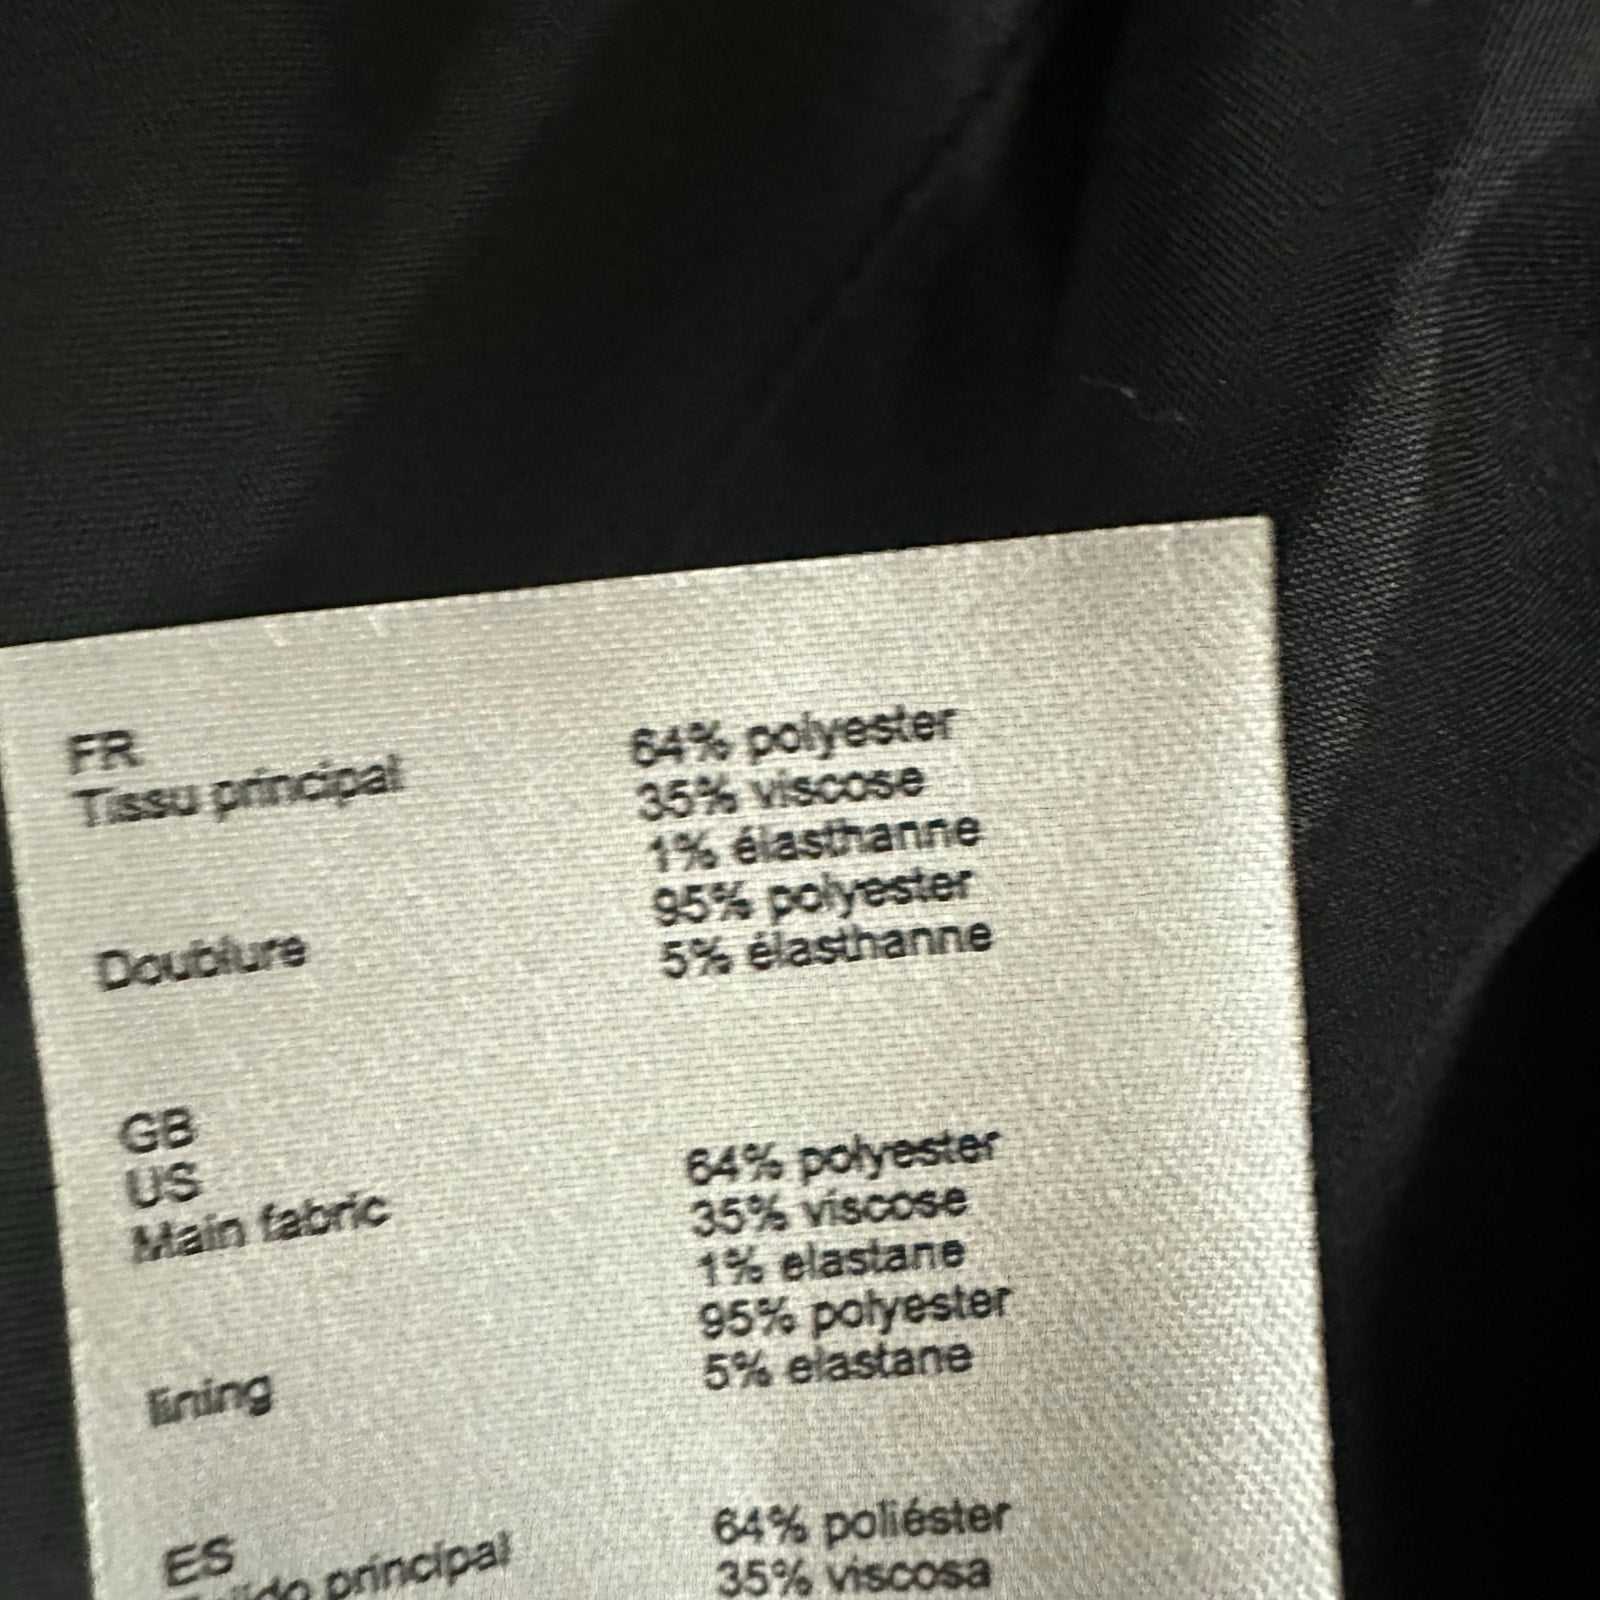 FR
Tissu principal 64% polyester
35% viscose
1% élasthanne
95% polyester
Doublure 5% élasthanne
GB
US
Main fabric 64% polyester
35% viscose
1% elastane
95% polyester
lining 5% elastane
ES 64% poliéster
principal 35% viscosa